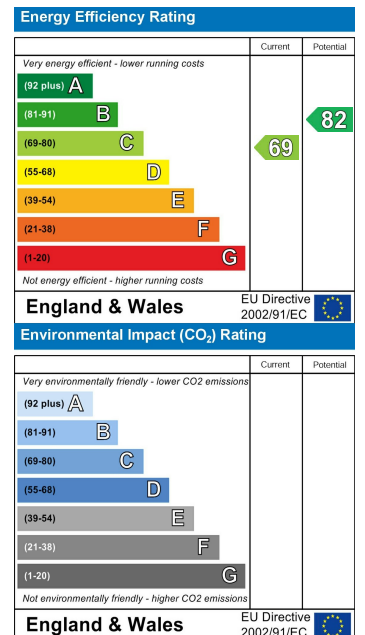 Energy Efficiency Rating
Current Potential
Very energy efficient - lower running costs
(92 plus) A
(81-91) B
82
(69-80) C
69
(55-68) D
(39-54) E
(21-38) F
(1-20) G
Not energy efficient - higher running costs
England & Wales
EU Directive
2002/91/EC
Environmental Impact (CO₂) Rating
Current Potential
Very environmentally friendly - lower CO2 emissions
(92 plus) A
(81-91) B
(69-80) C
(55-68) D
(39-54) E
(21-38) F
(1-20) G
Not environmentally friendly - higher CO2 emissions
England & Wales
EU Directive
2002/91/EC